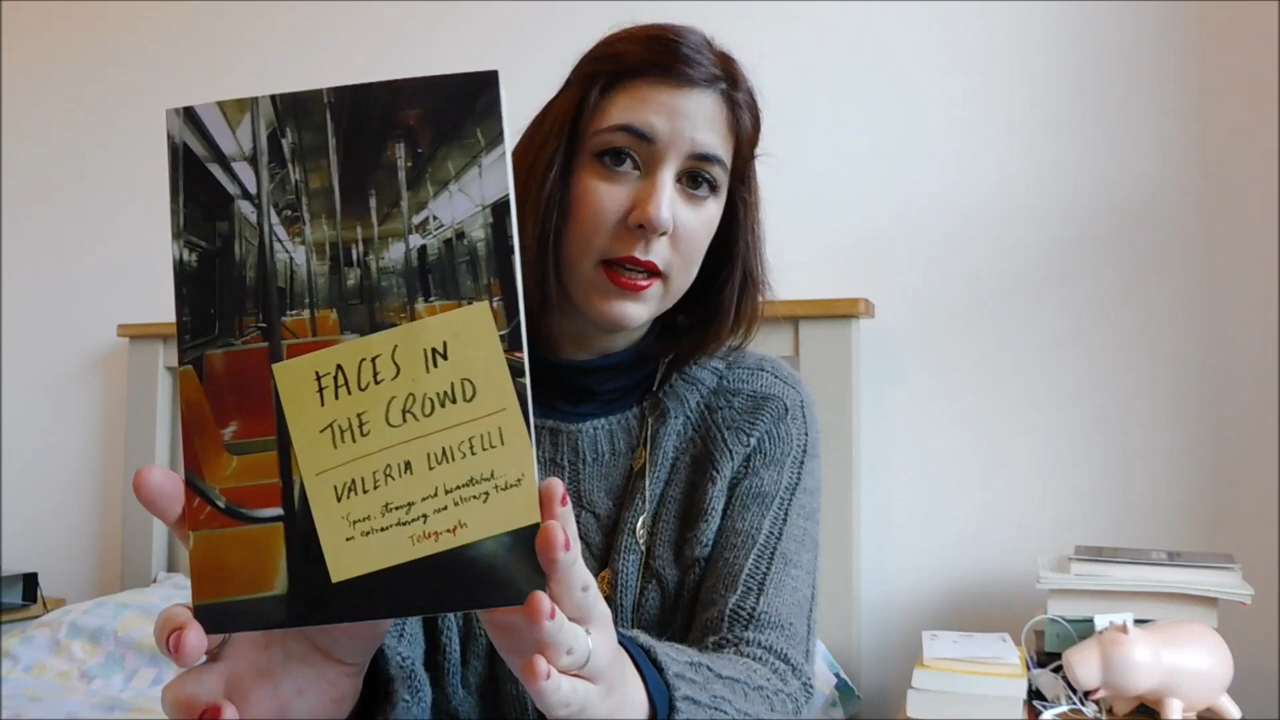 FACES IN
THE CROWD
VALERIA LUISELLI
'Spare, strange and beautiful...
an extraordinary new literary talent'
Telegraph